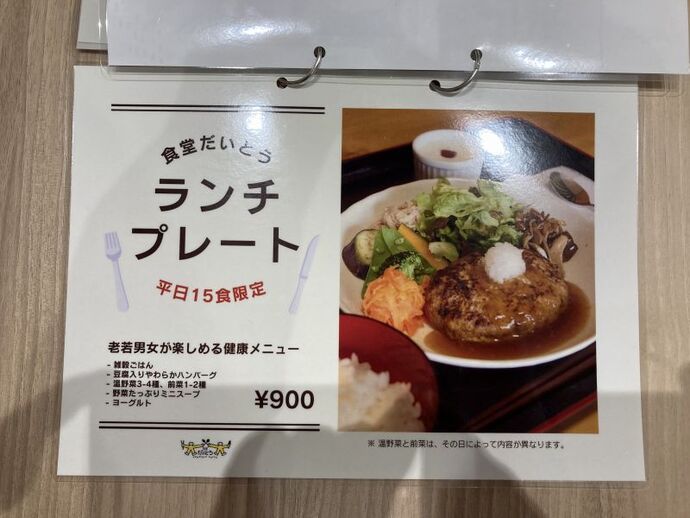 食堂だいとう
ランチ
プレート
平日15食限定
老若男女が楽しめる健康メニュー
- 雑穀ごはん
- 豆腐入りやわらかハンバーグ
- 温野菜3-4種、前菜1-2種
- 野菜たっぷりミニスープ
- ヨーグルト
¥900
※ 温野菜と前菜は、その日によって内容が異なります。